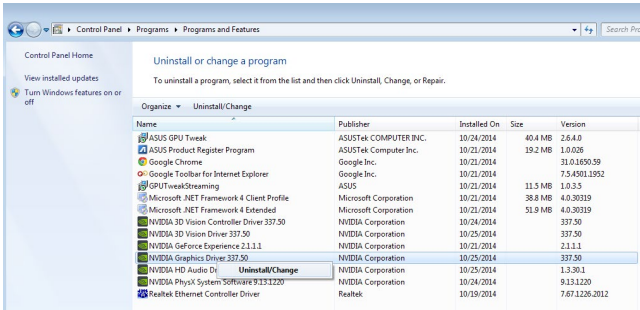 Control Panel Programs Programs and Features Search Pro
Control Panel Home
View installed updates
Turn Windows features on or
off
Uninstall or change a program
To uninstall a program, select it from the list and then click Uninstall, Change, or Repair.
Organize Uninstall/Change
Name Publisher Installed On Size Version
ASUS GPU Tweak ASUSTek COMPUTER INC. 10/24/2014 40.4 MB 2.6.4.0
ASUS Product Register Program ASUSTek Computer Inc. 10/21/2014 19.2 MB 1.0.026
Google Chrome Google Inc. 10/21/2014 31.0.1650.59
Google Toolbar for Internet Explorer Google Inc. 10/21/2014 7.5.4501.1952
GPUTweakStreaming ASUS 10/21/2014 11.5 MB 1.0.3.5
Microsoft .NET Framework 4 Client Profile Microsoft Corporation 10/21/2014 38.8 MB 4.0.30319
Microsoft .NET Framework 4 Extended Microsoft Corporation 10/21/2014 51.9 MB 4.0.30319
NVIDIA 3D Vision Controller Driver 337.50 NVIDIA Corporation 10/24/2014 337.50
NVIDIA 3D Vision Driver 337.50 NVIDIA Corporation 10/25/2014 337.50
NVIDIA GeForce Experience 2.1.1.1 NVIDIA Corporation 10/21/2014 2.1.1.1
NVIDIA Graphics Driver 337.50 NVIDIA Corporation 10/25/2014 337.50
NVIDIA HD Audio Dr Uninstall/Change NVIDIA Corporation 10/25/2014 1.3.30.1
NVIDIA PhysX System Software 9.13.1220 NVIDIA Corporation 10/24/2014 9.13.1220
Realtek Ethernet Controller Driver Realtek 10/19/2014 7.67.1226.2012